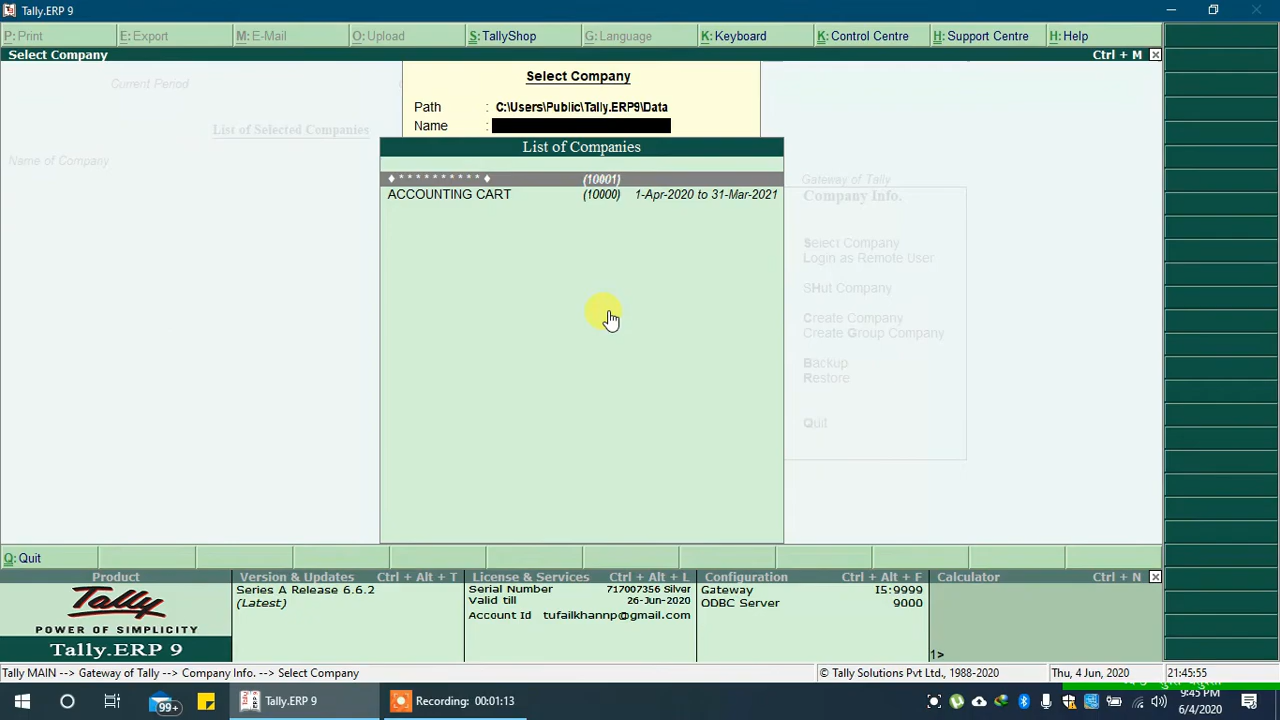 Tally.ERP 9
P: Print E: Export M: E-Mail O: Upload S: TallyShop G: Language K: Keyboard K: Control Centre H: Support Centre H: Help
Select Company Ctrl + M
Current Period
List of Selected Companies
Name of Company
Select Company
Path : C:\Users\Public\Tally.ERP9\Data
Name :
List of Companies
♦ * * * * * * * * * * ♦ (10001)
ACCOUNTING CART (10000) 1-Apr-2020 to 31-Mar-2021
Gateway of Tally
Company Info.
Select Company
Login as Remote User
SHut Company
Create Company
Create Group Company
Backup
Restore
Quit
Q: Quit
Product
Tally
POWER OF SIMPLICITY
Tally.ERP 9
Version & Updates Ctrl + Alt + T
Series A Release 6.6.2
(Latest)
License & Services Ctrl + Alt + L
Serial Number 717007356 Silver
Valid till 26-Jun-2020
Account Id tufailkhannp@gmail.com
Configuration Ctrl + Alt + F
Gateway I5:9999
ODBC Server 9000
Calculator Ctrl + N
1>
Tally MAIN --> Gateway of Tally --> Company Info. --> Select Company © Tally Solutions Pvt Ltd., 1988-2020 Thu, 4 Jun, 2020 21:45:55
99+ Tally.ERP 9 Recording: 00:01:13 9:45 PM
6/4/2020